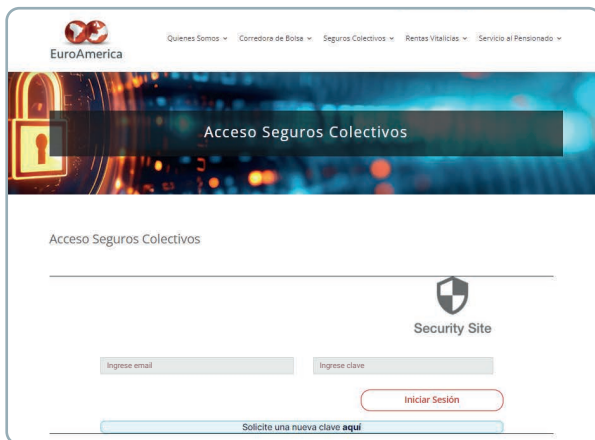 EuroAmerica
Quienes Somos Corredora de Bolsa Seguros Colectivos Rentas Vitalicias Servicio al Pensionado
Acceso Seguros Colectivos
Acceso Seguros Colectivos
Security Site
Ingrese email Ingrese clave
Iniciar Sesión
Solicite una nueva clave aquí